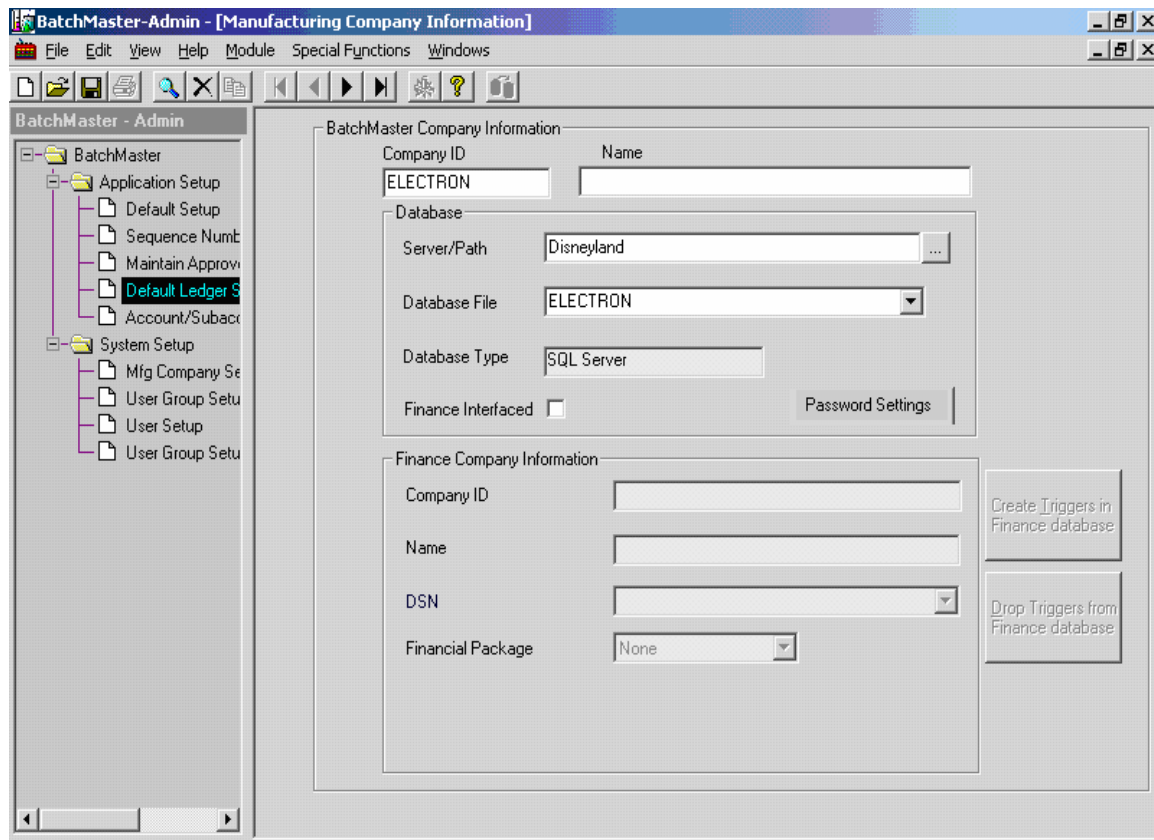 BatchMaster-Admin - [Manufacturing Company Information]
File Edit View Help Module Special Functions Windows
BatchMaster - Admin
BatchMaster
Application Setup
Default Setup
Sequence Numb
Maintain Approv
Default Ledger S
Account/Subacc
System Setup
Mfg Company Se
User Group Setu
User Setup
User Group Setu
BatchMaster Company Information
Company ID Name
ELECTRON
Database
Server/Path Disneyland ...
Database File ELECTRON
Database Type SQL Server
Finance Interfaced Password Settings
Finance Company Information
Company ID
Name
DSN
Financial Package None
Create Triggers in
Finance database
Drop Triggers from
Finance database